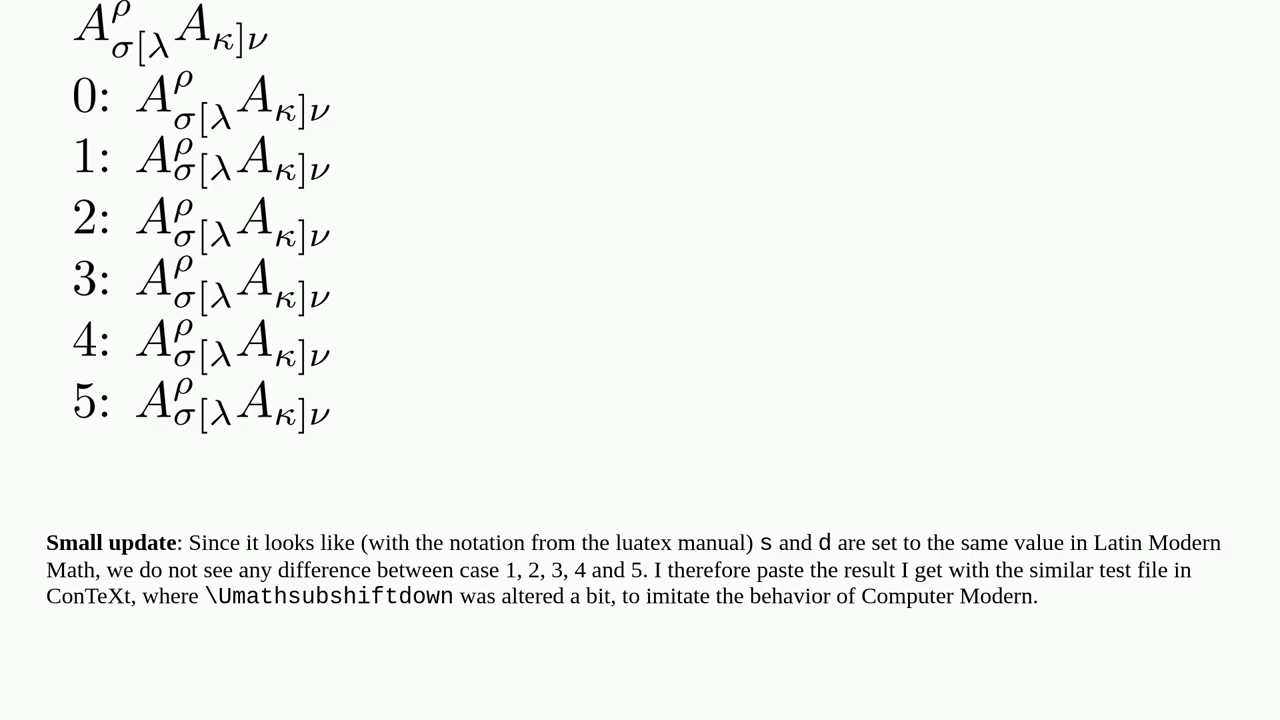 A^ρ_{σ[λ} A_{κ]ν}
0: A^ρ_{σ[λ} A_{κ]ν}
1: A^ρ_{σ[λ} A_{κ]ν}
2: A^ρ_{σ[λ} A_{κ]ν}
3: A^ρ_{σ[λ} A_{κ]ν}
4: A^ρ_{σ[λ} A_{κ]ν}
5: A^ρ_{σ[λ} A_{κ]ν}
Small update: Since it looks like (with the notation from the luatex manual) s and d are set to the same value in Latin Modern
Math, we do not see any difference between case 1, 2, 3, 4 and 5. I therefore paste the result I get with the similar test file in
ConTeXt, where \Umathsubshiftdown was altered a bit, to imitate the behavior of Computer Modern.